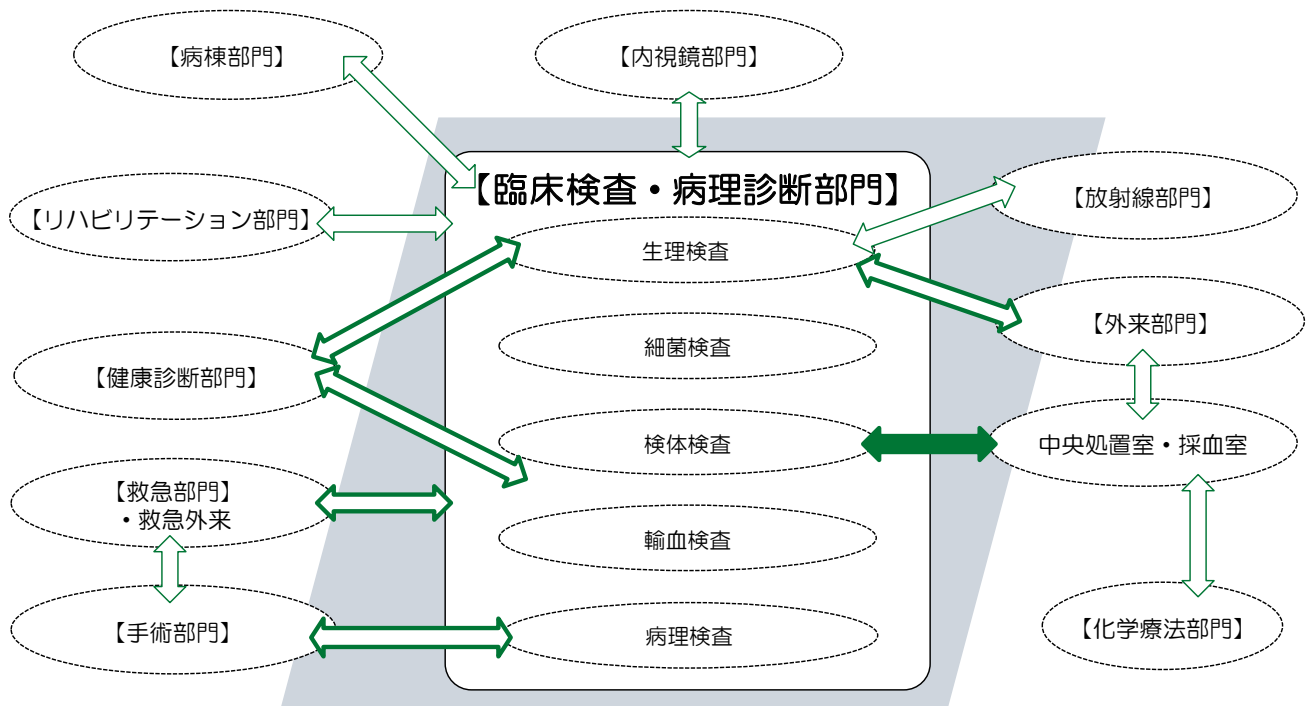 【病棟部門】
【内視鏡部門】
【臨床検査・病理診断部門】
【放射線部門】
【リハビリテーション部門】
生理検査
【外来部門】
細菌検査
【健康診断部門】
検体検査
中央処置室・採血室
【救急部門】
・救急外来
輸血検査
【手術部門】
病理検査
【化学療法部門】